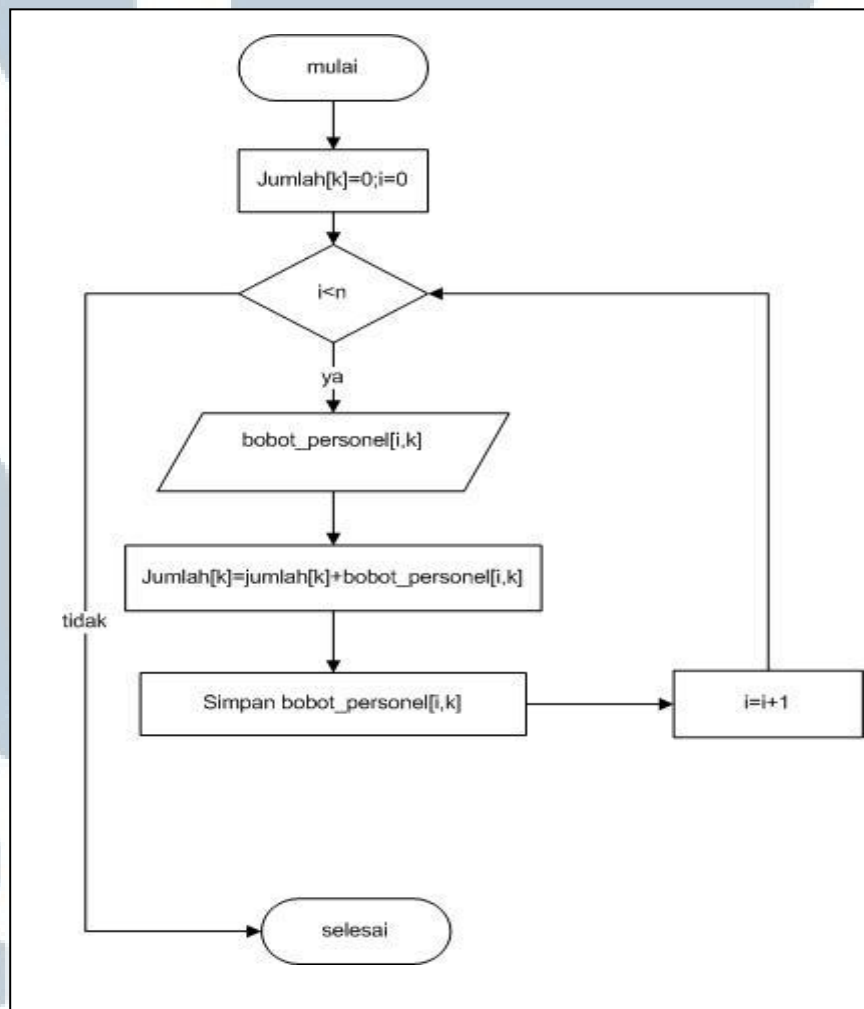 mulai
Jumlah[k]=0;i=0
i<n
ya
bobot_personel[i,k]
Jumlah[k]=jumlah[k]+bobot_personel[i,k]
tidak
Simpan bobot_personel[i,k]
i=i+1
selesai